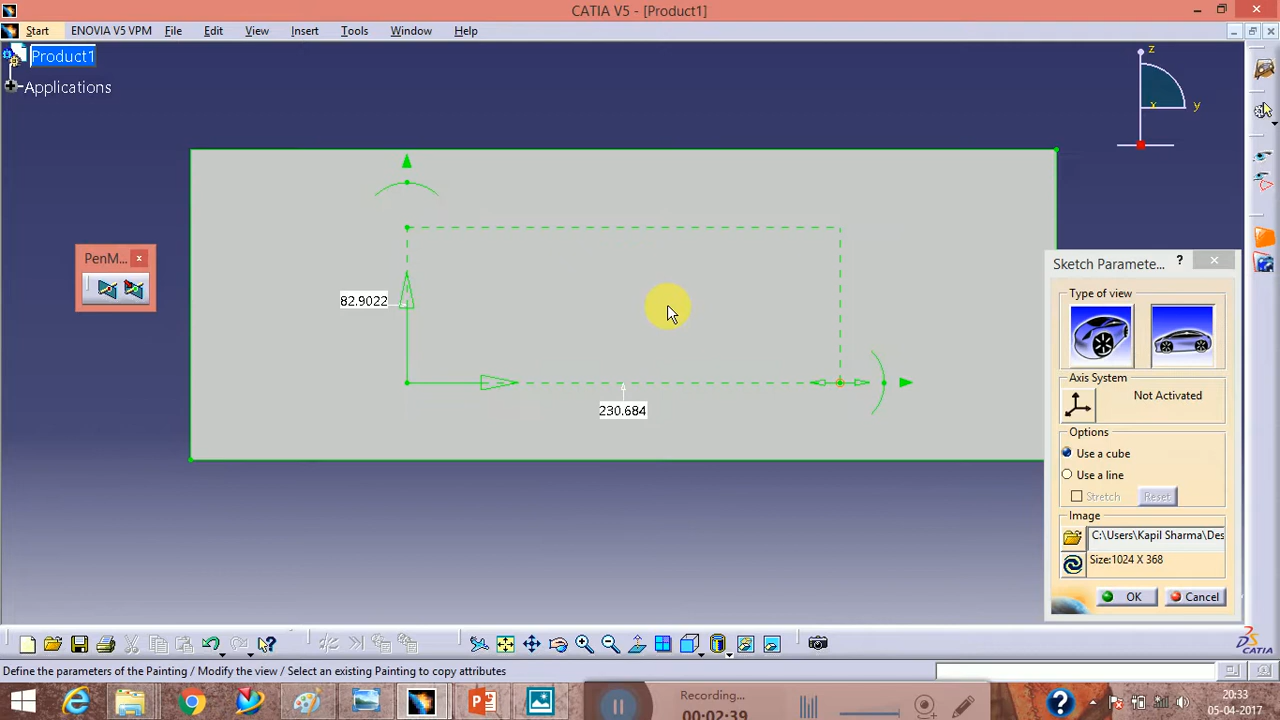 CATIA V5 - [Product1]
Start ENOVIA V5 VPM File Edit View Insert Tools Window Help
Product1
Applications
z
x
y
PenM... x
82.9022
230.684
Sketch Paramete... ?
Type of view
Axis System
Not Activated
Options
Use a cube
Use a line
Stretch Reset
Image
C:\Users\Kapil Sharma\Des
Size:1024 X 368
OK Cancel
CATIA
Define the parameters of the Painting / Modify the view / Select an existing Painting to copy attributes
Recording...
00:02:39
20:33
05-04-2017